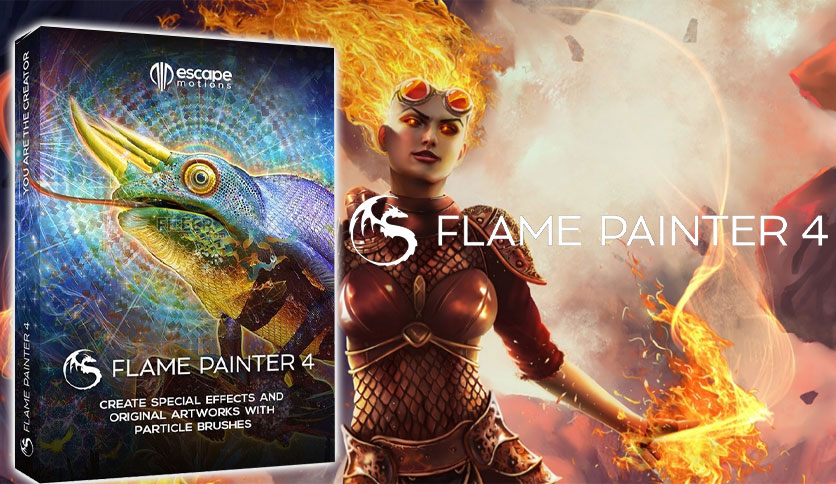 escape
motions
YOU ARE THE CREATOR
FLAME PAINTER 4
FLAME PAINTER 4
CREATE SPECIAL EFFECTS AND
ORIGINAL ARTWORKS WITH
PARTICLE BRUSHES
FLAME PAINTER 4